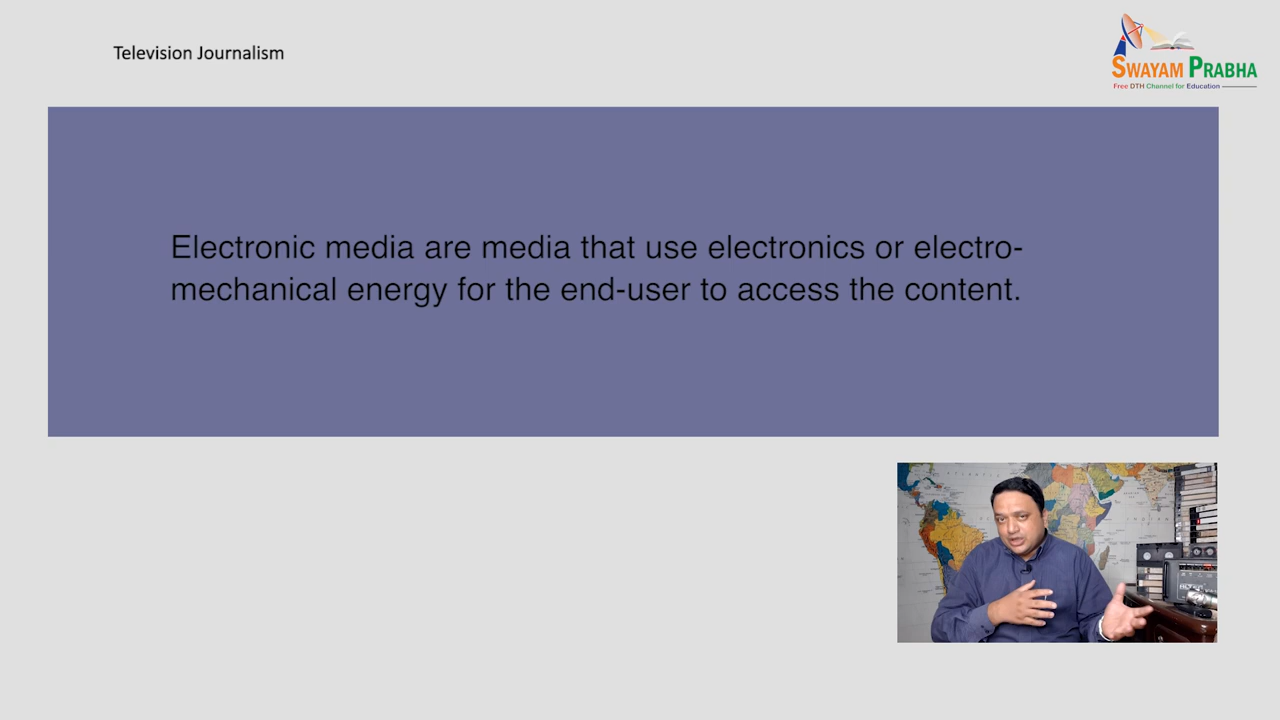 Television Journalism
SWAYAM PRABHA
Free DTH Channel for Education
Electronic media are media that use electronics or electro-
mechanical energy for the end-user to access the content.